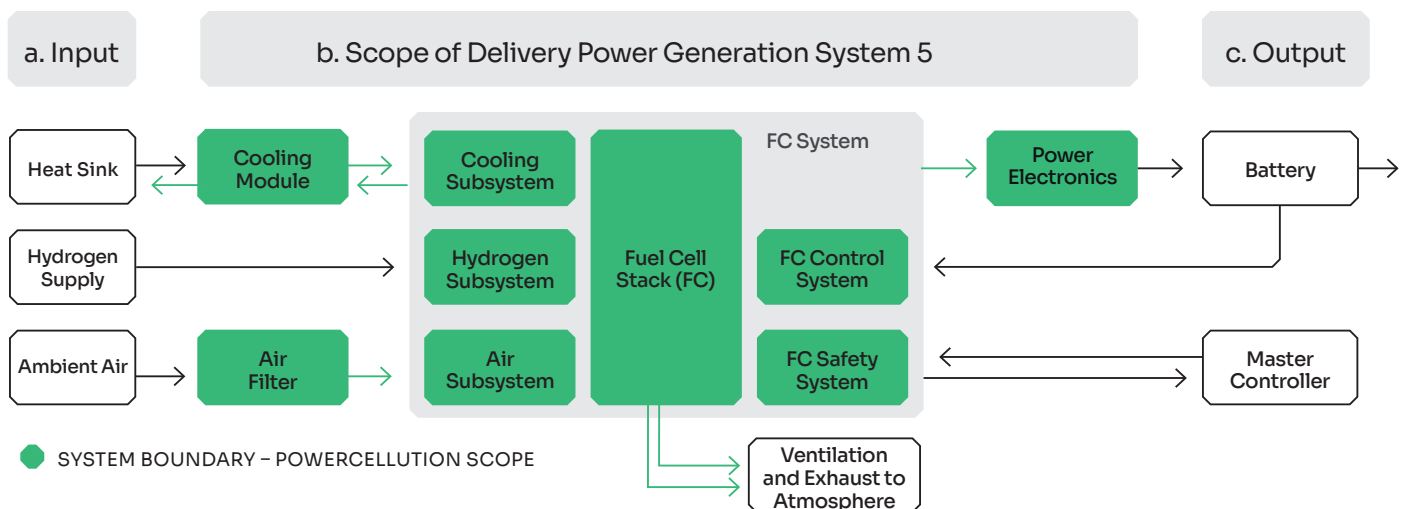 a. Input
b. Scope of Delivery Power Generation System 5
c. Output
Heat Sink
Cooling
Module
Cooling
Subsystem
FC System
Power
Electronics
Battery
Hydrogen
Supply
Hydrogen
Subsystem
Fuel Cell
Stack (FC)
FC Control
System
Ambient Air
Air
Filter
Air
Subsystem
FC Safety
System
Master
Controller
SYSTEM BOUNDARY – POWERCELLUTION SCOPE
Ventilation
and Exhaust to
Atmosphere